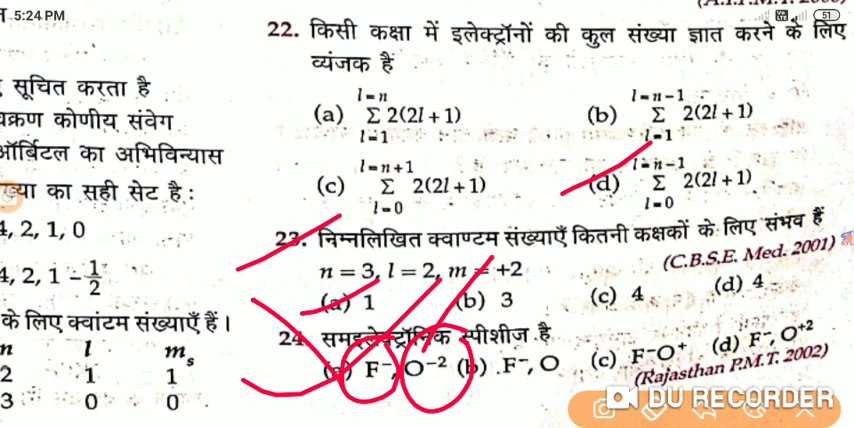 5:24 PM
51
22. किसी कक्षा में इलेक्ट्रॉनों की कुल संख्या ज्ञात करने के लिए
व्यंजक हैं
(a) l=n Σ l=1 2(2l + 1) (b) l=n-1 Σ l=1 2(2l + 1)
(c) l=n+1 Σ l=0 2(2l + 1) (d) l=n-1 Σ l=0 2(2l + 1)
23. निम्नलिखित क्वाण्टम संख्याएँ कितनी कक्षकों के लिए संभव हैं
n = 3, l = 2, m = +2 (C.B.S.E. Med. 2001)
(a) 1 (b) 3 (c) 4 (d) 4
24. समइलेक्ट्रॉनिक स्पीशीज है
(a) F⁻, O⁻² (b) F⁻, O (c) F⁻O⁺ (d) F⁻, O⁺²
(Rajasthan P.M.T. 2002)
सूचित करता है
चक्रण कोणीय संवेग
ऑर्बिटल का अभिविन्यास
का सही सेट है :
4, 2, 1, 0
4, 2, 1 - 1/2
के लिए क्वांटम संख्याएँ हैं।
n l mₛ
2 1 1
3 0 0
DU RECORDER